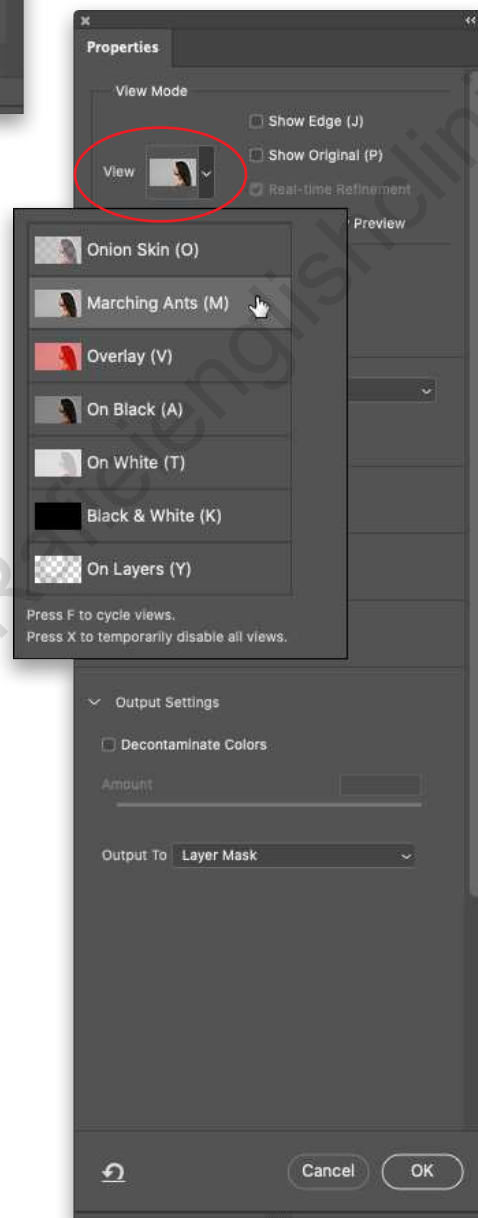 Properties
View Mode
Show Edge (J)
View
Show Original (P)
Real-time Refinement
Preview
Onion Skin (O)
Marching Ants (M)
Overlay (V)
On Black (A)
On White (T)
Black & White (K)
On Layers (Y)
Press F to cycle views.
Press X to temporarily disable all views.
Output Settings
Decontaminate Colors
Amount
Output To Layer Mask
Cancel OK